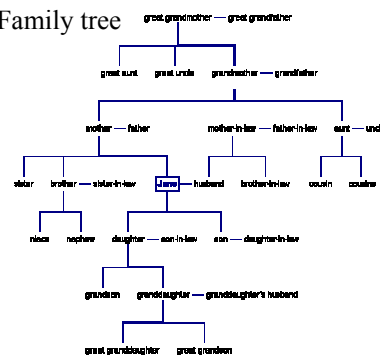 Family tree
great grandmother — great grandfather
great aunt great uncle grandmother — grandfather
mother — father mother-in-law — father-in-law aunt — uncl
sister brother — sister-in-law Jane — husband brother-in-law cousin cousins
niece nephew daughter — son-in-law son — daughter-in-law
grandson granddaughter — granddaughter's husband
great granddaughter great grandson